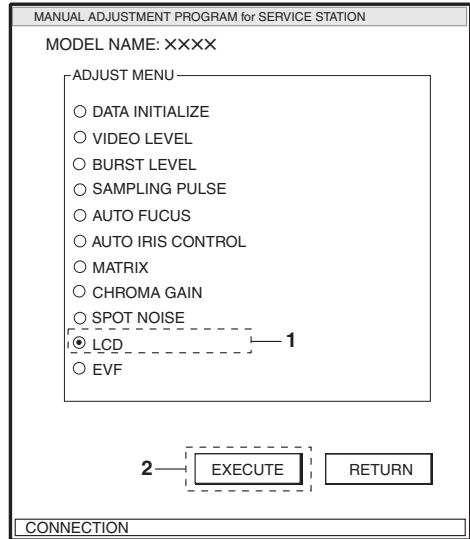 MANUAL ADJUSTMENT PROGRAM for SERVICE STATION
MODEL NAME: ××××
ADJUST MENU
DATA INITIALIZE
VIDEO LEVEL
BURST LEVEL
SAMPLING PULSE
AUTO FUCUS
AUTO IRIS CONTROL
MATRIX
CHROMA GAIN
SPOT NOISE
LCD 1
EVF
2 EXECUTE RETURN
CONNECTION